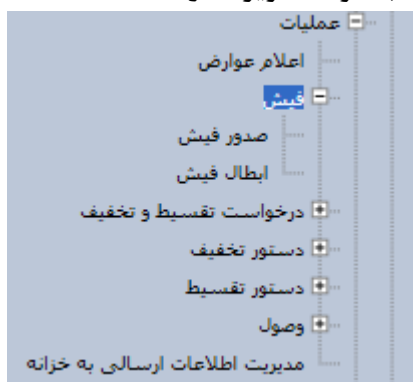 عملیات
اعلام عوارض
فیش
صدور فیش
ابطال فیش
درخواست تقسیط و تخفیف
دستور تخفیف
دستور تقسیط
وصول
مدیریت اطلاعات ارسالی به خزانه